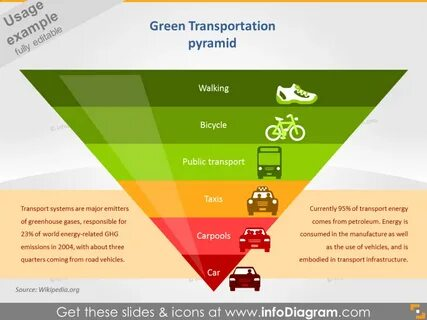 Usage
example
fully editable
Green Transportation
pyramid
Walking
Bicycle
Public transport
Taxis
Carpools
Car
Transport systems are major emitters
of greenhouse gases, responsible for
23% of world energy-related GHG
emissions in 2004, with about three
quarters coming from road vehicles.
Currently 95% of transport energy
comes from petroleum. Energy is
consumed in the manufacture as well
as the use of vehicles, and is
embodied in transport infrastructure.
Source: Wikipedia.org
Get these slides & icons at www.infoDiagram.com